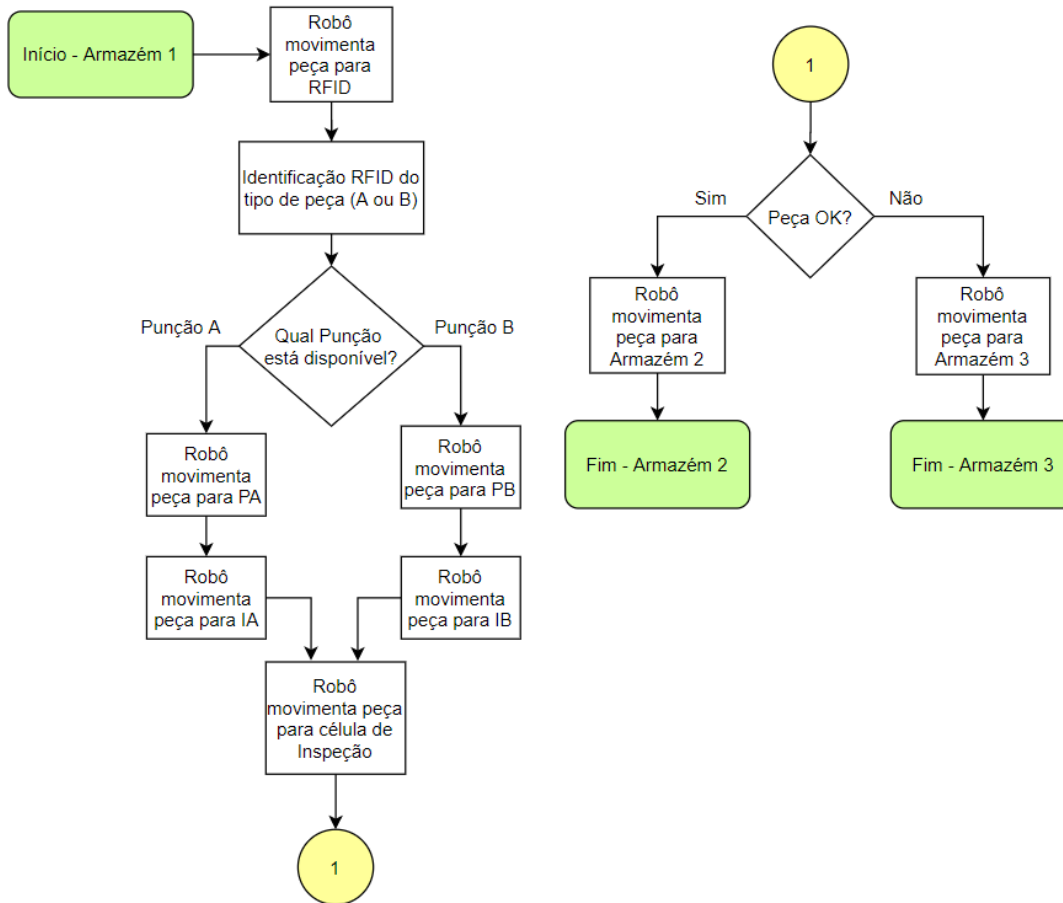 Início - Armazém 1
Robô
movimenta
peça para
RFID
Identificação RFID do
tipo de peça (A ou B)
Qual Punção
está disponível?
Punção A
Punção B
Robô
movimenta
peça para PA
Robô
movimenta
peça para PB
Robô
movimenta
peça para IA
Robô
movimenta
peça para IB
Robô
movimenta peça
para célula de
Inspeção
1
1
Peça OK?
Sim
Não
Robô
movimenta
peça para
Armazém 2
Robô
movimenta
peça para
Armazém 3
Fim - Armazém 2
Fim - Armazém 3